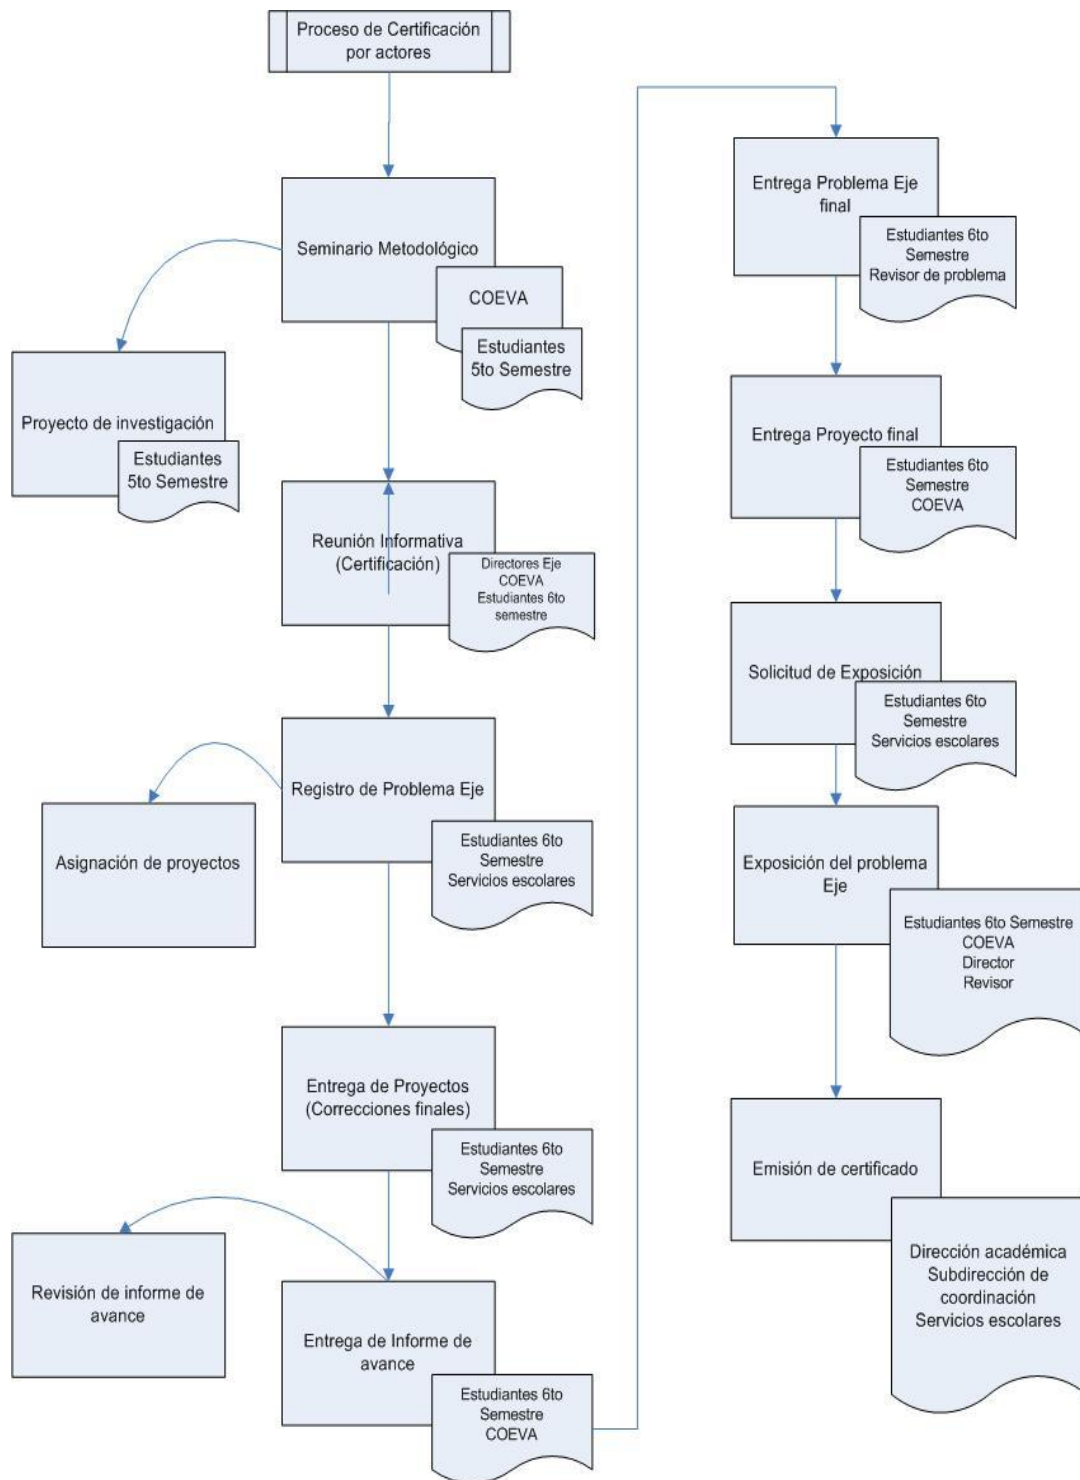 Proceso de Certificación
por actores
Seminario Metodológico
COEVA
Estudiantes
5to Semestre
Proyecto de investigación
Estudiantes
5to Semestre
Reunión Informativa
(Certificación)
Directores Eje
COEVA
Estudiantes 6to
semestre
Registro de Problema Eje
Estudiantes 6to
Semestre
Servicios escolares
Asignación de proyectos
Entrega de Proyectos
(Correcciones finales)
Estudiantes 6to
Semestre
Servicios escolares
Revisión de informe de
avance
Entrega de Informe de
avance
Estudiantes 6to
Semestre
COEVA
Entrega Problema Eje
final
Estudiantes 6to
Semestre
Revisor de problema
Entrega Proyecto final
Estudiantes 6to
Semestre
COEVA
Solicitud de Exposición
Estudiantes 6to
Semestre
Servicios escolares
Exposición del problema
Eje
Estudiantes 6to Semestre
COEVA
Director
Revisor
Emisión de certificado
Dirección académica
Subdirección de
coordinación
Servicios escolares